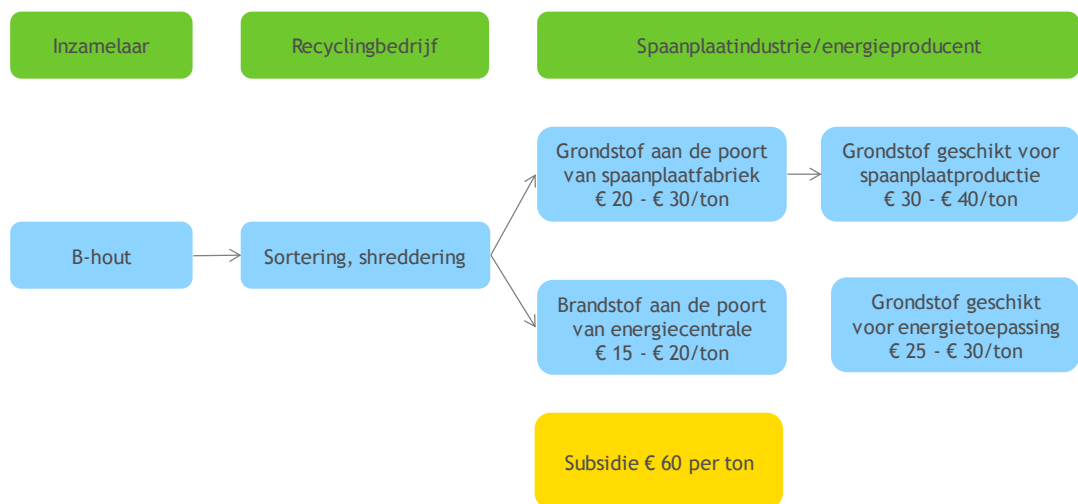 Inzamelaar
Recyclingbedrijf
Spaanplaatindustrie/energieproducent
Grondstof aan de poort
van spaanplaatfabriek
€ 20 - € 30/ton
Grondstof geschikt voor
spaanplaatproductie
€ 30 - € 40/ton
B-hout
Sortering, shreddering
Brandstof aan de poort
van energiecentrale
€ 15 - € 20/ton
Grondstof geschikt
voor energietoepassing
€ 25 - € 30/ton
Subsidie € 60 per ton